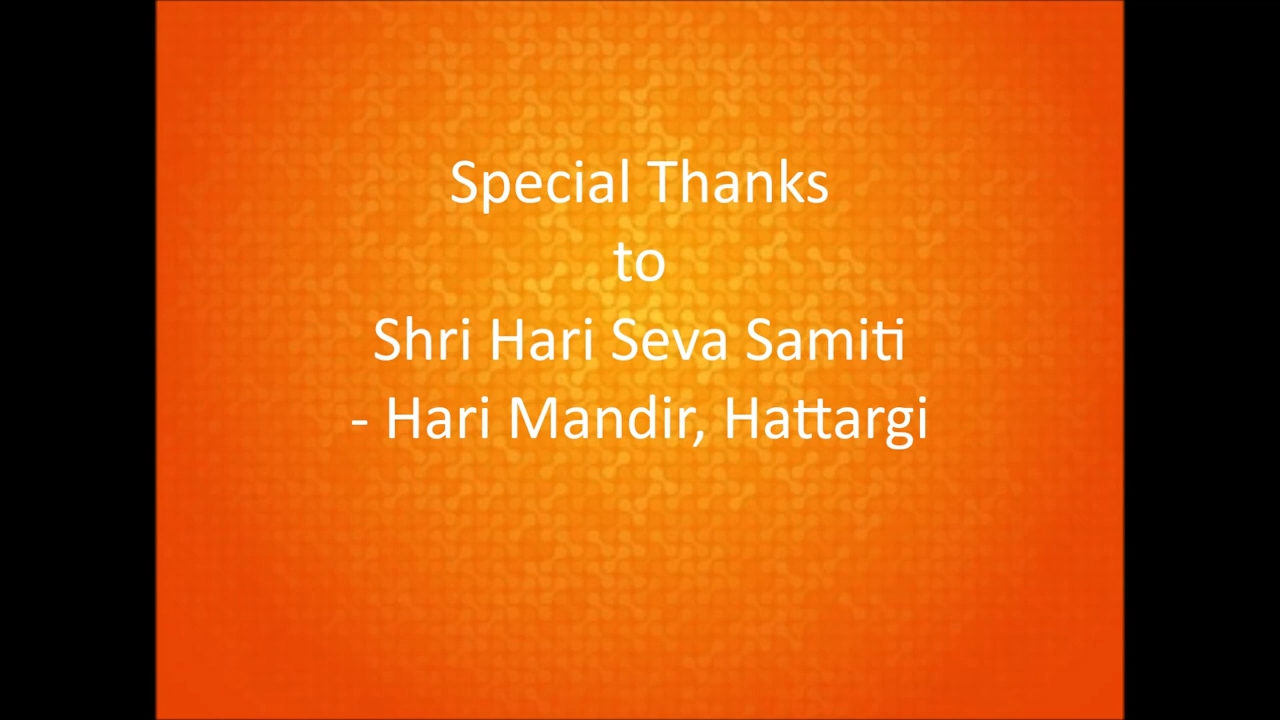 Special Thanks
to
Shri Hari Seva Samiti
- Hari Mandir, Hattargi